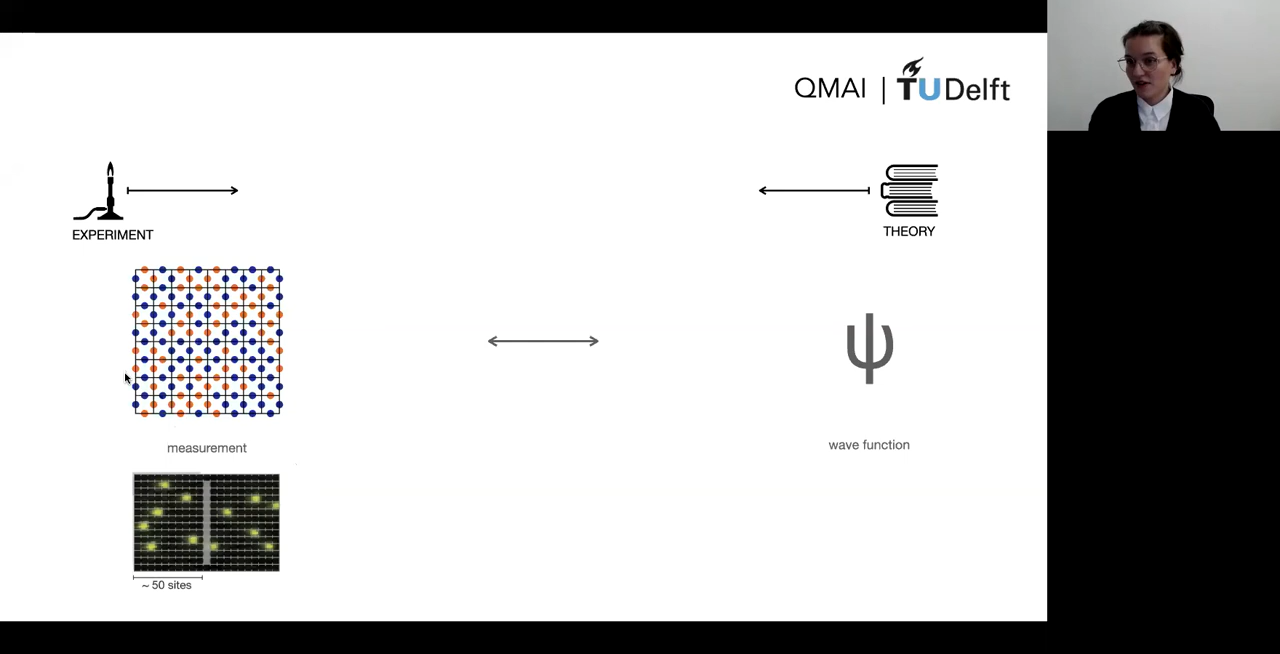 QMAI | TU Delft
EXPERIMENT
THEORY
ψ
measurement
wave function
~ 50 sites